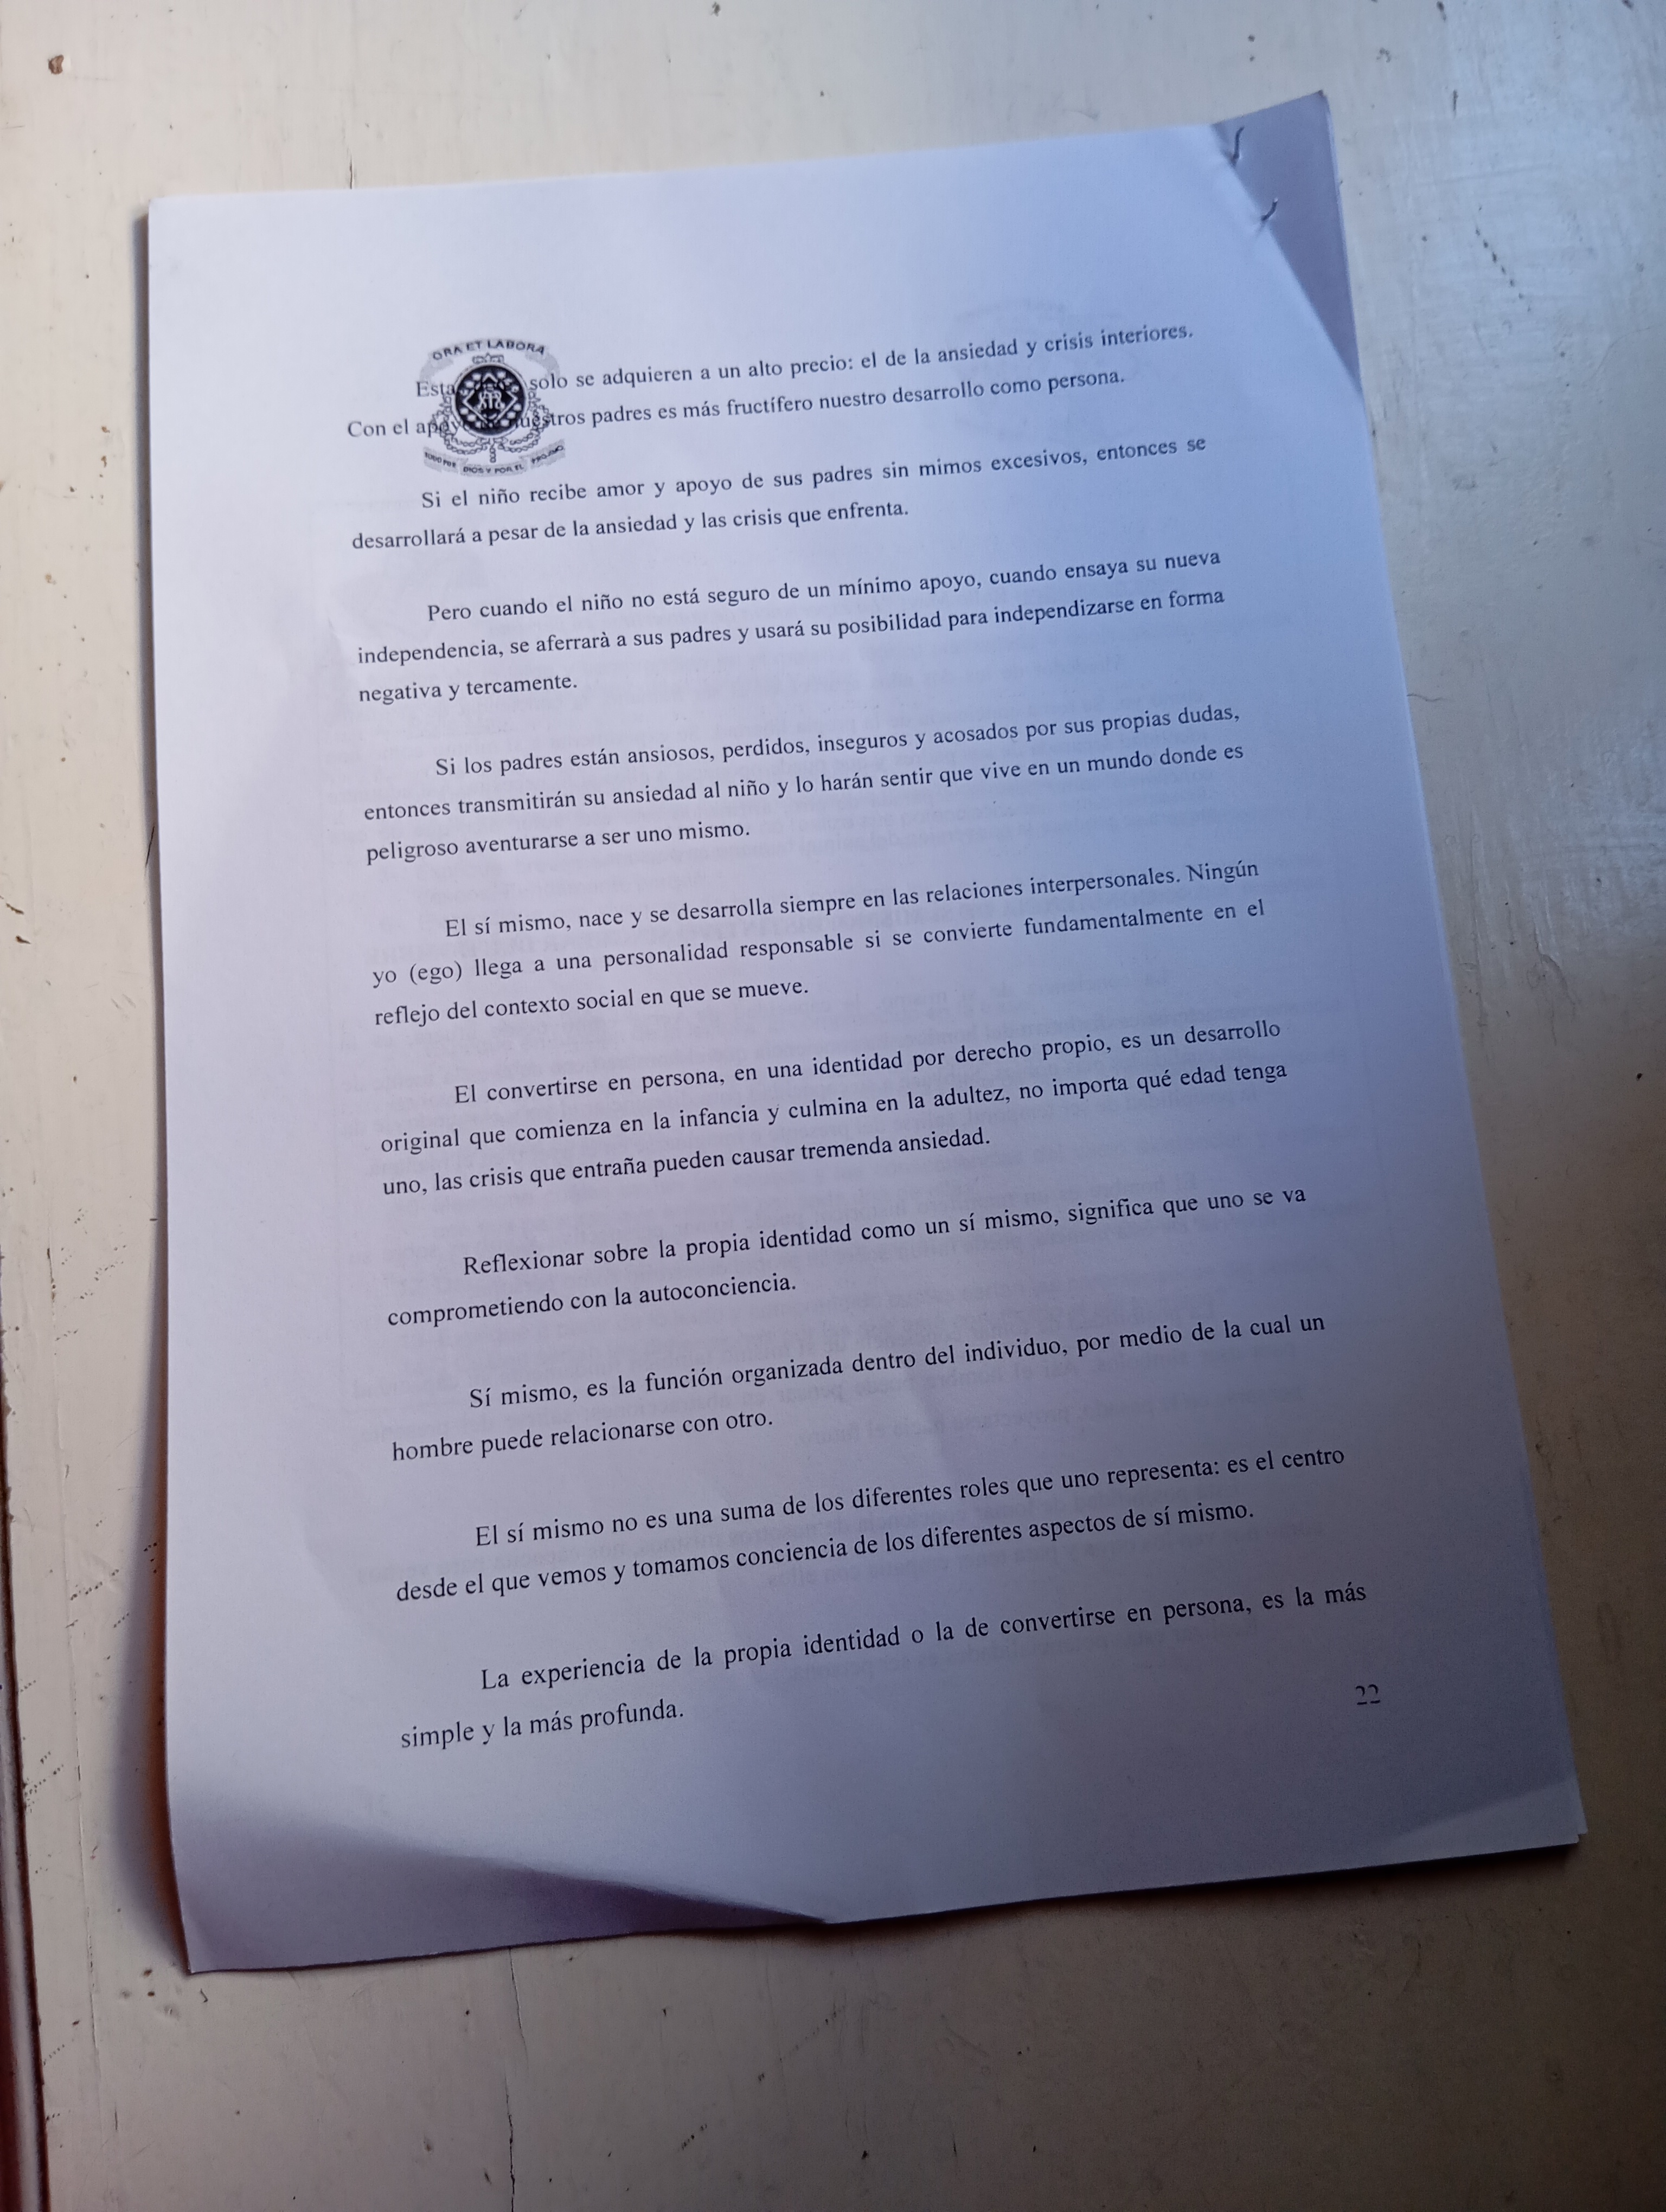 ORA ET LABORA
Esta solo se adquieren a un alto precio: el de la ansiedad y crisis interiores.
Con el apoyo nuestros padres es más fructífero nuestro desarrollo como persona.
DIOS Y POR EL PROJIMO
Si el niño recibe amor y apoyo de sus padres sin mimos excesivos, entonces se
desarrollará a pesar de la ansiedad y las crisis que enfrenta.
Pero cuando el niño no está seguro de un mínimo apoyo, cuando ensaya su nueva
independencia, se aferrarà a sus padres y usará su posibilidad para independizarse en forma
negativa y tercamente.
Si los padres están ansiosos, perdidos, inseguros y acosados por sus propias dudas,
entonces transmitirán su ansiedad al niño y lo harán sentir que vive en un mundo donde es
peligroso aventurarse a ser uno mismo.
El sí mismo, nace y se desarrolla siempre en las relaciones interpersonales. Ningún
yo (ego) llega a una personalidad responsable si se convierte fundamentalmente en el
reflejo del contexto social en que se mueve.
El convertirse en persona, en una identidad por derecho propio, es un desarrollo
original que comienza en la infancia y culmina en la adultez, no importa qué edad tenga
uno, las crisis que entraña pueden causar tremenda ansiedad.
Reflexionar sobre la propia identidad como un sí mismo, significa que uno se va
comprometiendo con la autoconciencia.
Sí mismo, es la función organizada dentro del individuo, por medio de la cual un
hombre puede relacionarse con otro.
El sí mismo no es una suma de los diferentes roles que uno representa: es el centro
desde el que vemos y tomamos conciencia de los diferentes aspectos de sí mismo.
La experiencia de la propia identidad o la de convertirse en persona, es la más
simple y la más profunda.
22